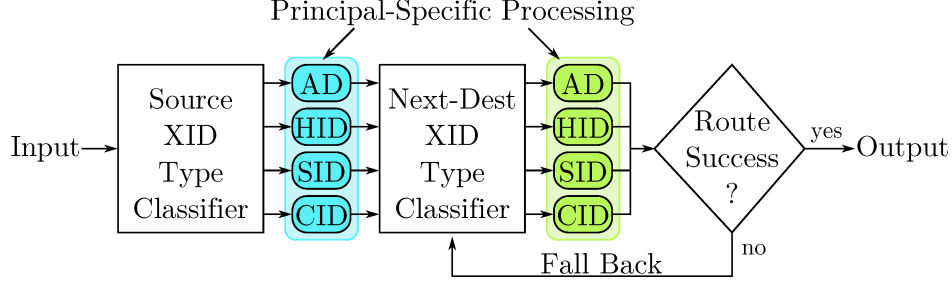 Principal-Specific Processing
Input
Source
XID
Type
Classifier
AD
HID
SID
CID
Next-Dest
XID
Type
Classifier
AD
HID
SID
CID
Route
Success
?
yes
Output
no
Fall Back